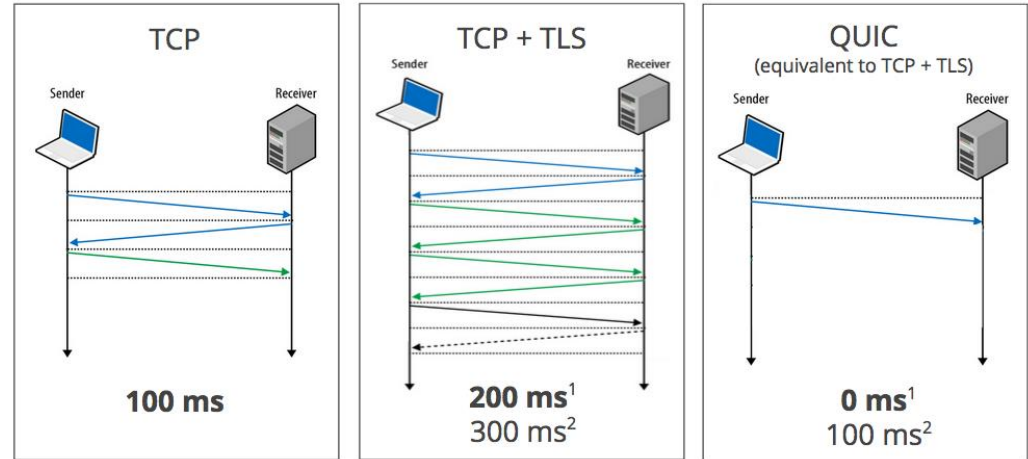 TCP
Sender
Receiver
100 ms
TCP + TLS
Sender
Receiver
200 ms¹
300 ms²
QUIC
(equivalent to TCP + TLS)
Sender
Receiver
0 ms¹
100 ms²